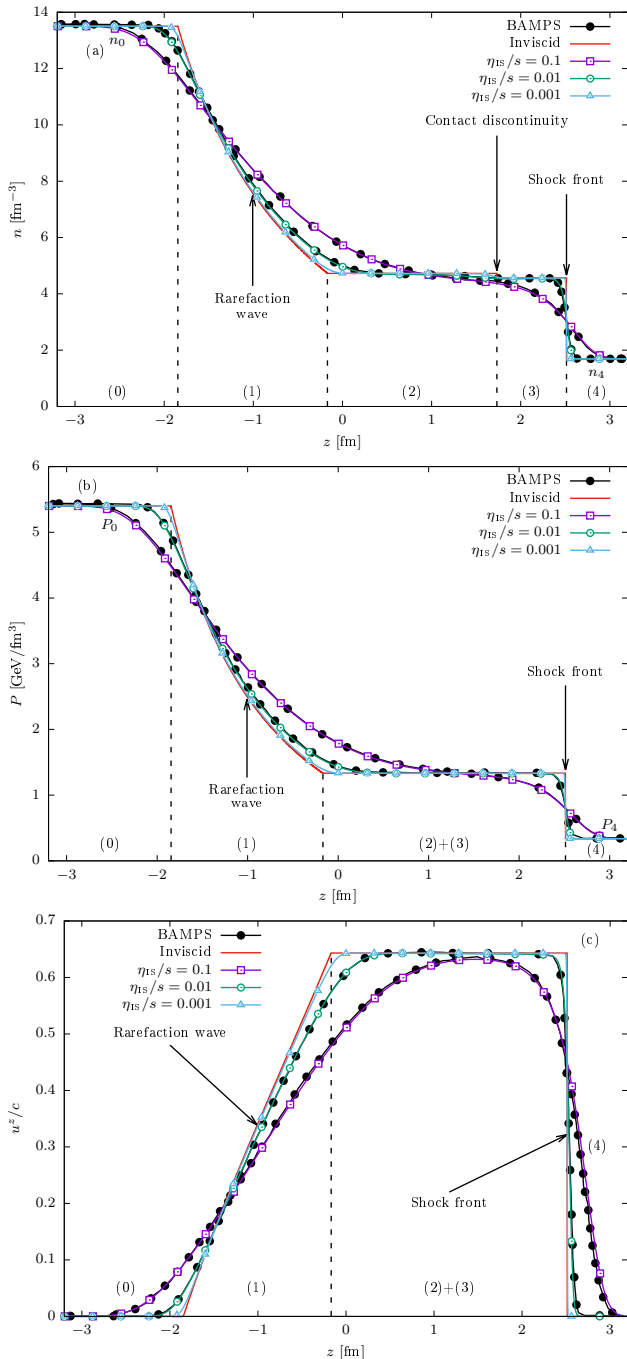 14
12
10
8
6
4
2
0
n [fm⁻³]
(a)
n₀
BAMPS
Inviscid
η_IS/s = 0.1
η_IS/s = 0.01
η_IS/s = 0.001
Contact discontinuity
Shock front
Rarefaction
wave
n₄
(0) (1) (2) (3) (4)
−3 −2 −1 0 1 2 3
z [fm]
6
5
4
3
2
1
0
P [GeV/fm³]
(b)
P₀
BAMPS
Inviscid
η_IS/s = 0.1
η_IS/s = 0.01
η_IS/s = 0.001
Shock front
Rarefaction
wave
P₄
(0) (1) (2)+(3) (4)
−3 −2 −1 0 1 2 3
z [fm]
0.7
0.6
0.5
0.4
0.3
0.2
0.1
0
u^z/c
BAMPS
Inviscid
η_IS/s = 0.1
η_IS/s = 0.01
η_IS/s = 0.001
(c)
Rarefaction wave
Shock front
(4)
(0) (1) (2)+(3)
−3 −2 −1 0 1 2 3
z [fm]